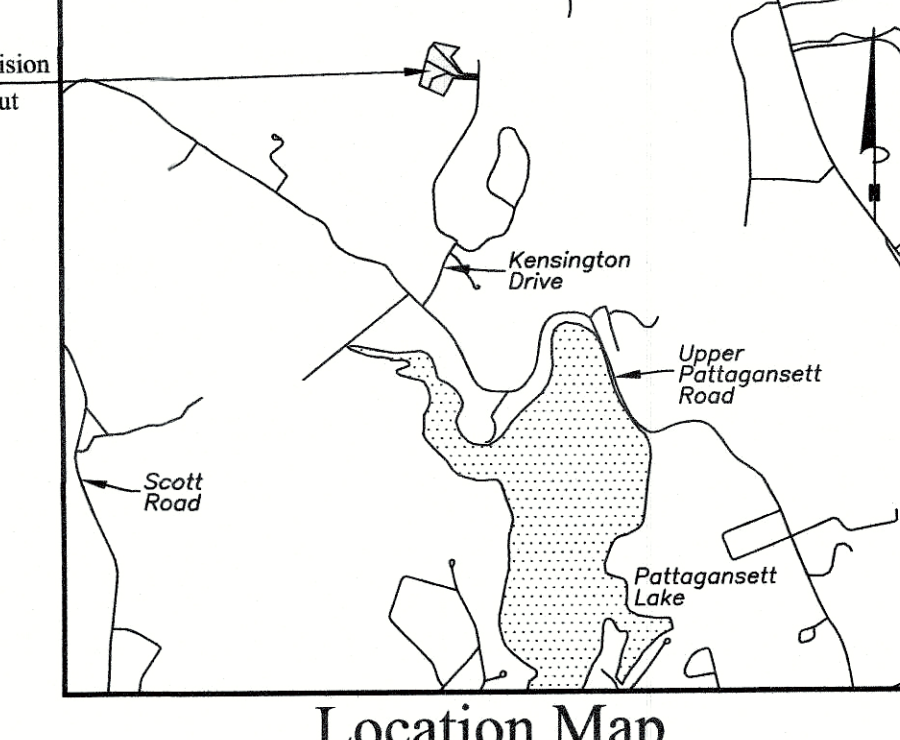 ision
ut
Kensington
Drive
Upper
Pattagansett
Road
Scott
Road
Pattagansett
Lake
Location Map